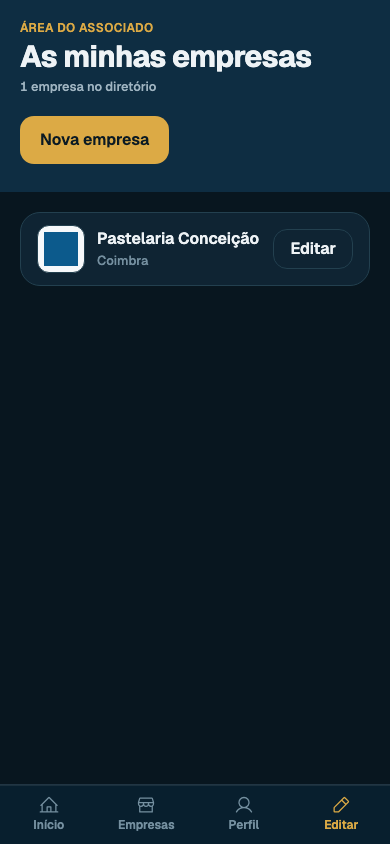 ÁREA DO ASSOCIADO
As minhas empresas
1 empresa no diretório
Nova empresa
Pastelaria Conceição
Coimbra
Editar
Início
Empresas
Perfil
Editar